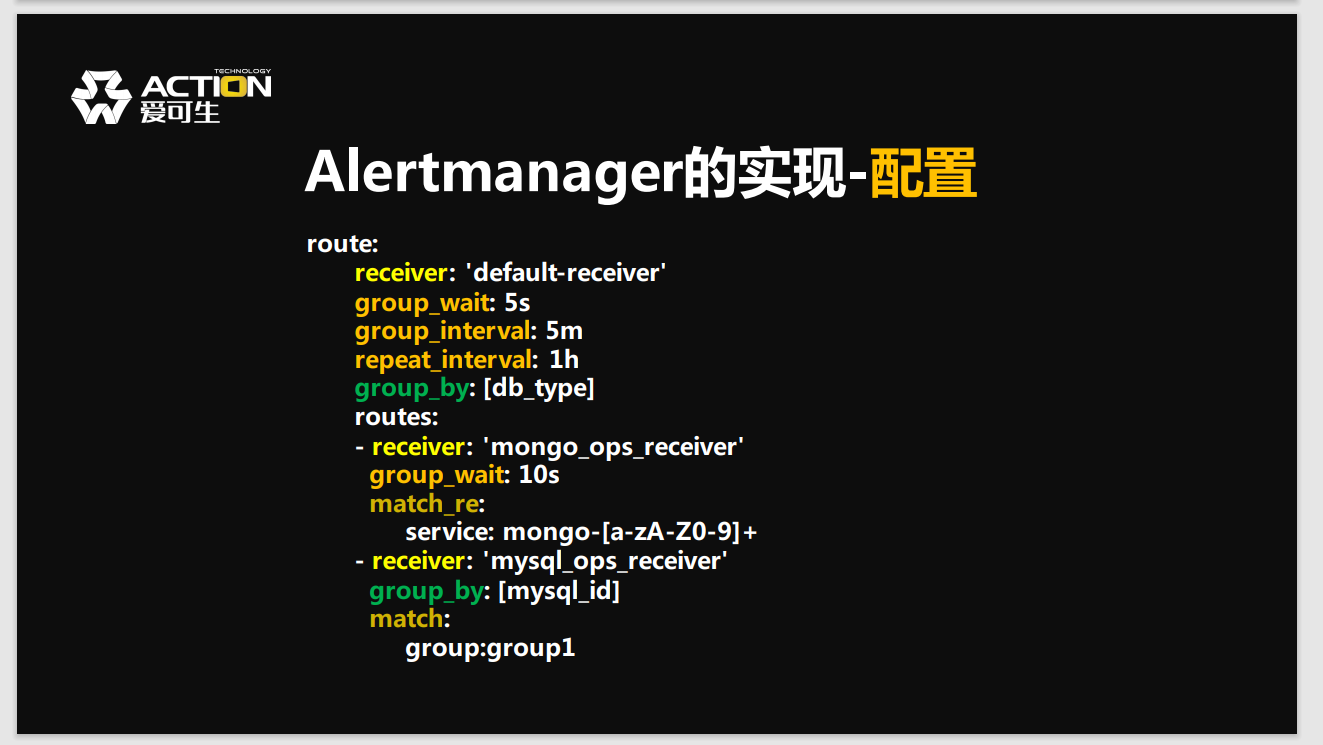 TECHNOLOGY
ACTION
爱可生
Alertmanager的实现-配置
route:
receiver: 'default-receiver'
group_wait: 5s
group_interval: 5m
repeat_interval: 1h
group_by: [db_type]
routes:
- receiver: 'mongo_ops_receiver'
group_wait: 10s
match_re:
service: mongo-[a-zA-Z0-9]+
- receiver: 'mysql_ops_receiver'
group_by: [mysql_id]
match:
group:group1